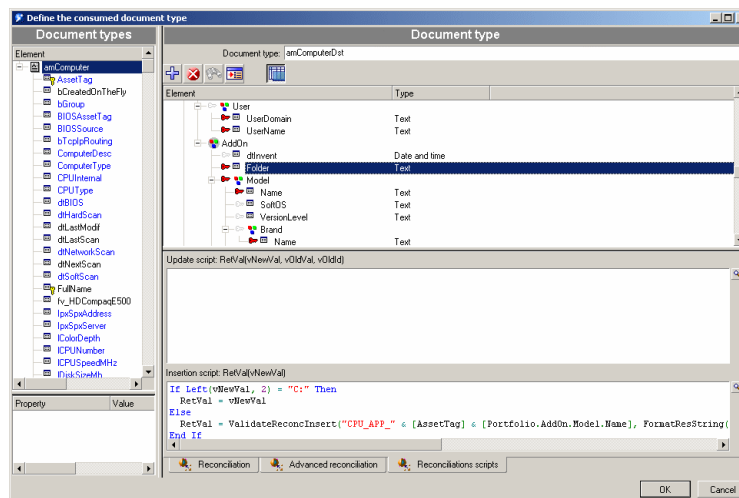 Define the consumed document type
Document types
Document type
Element
amComputer
AssetTag
bCreatedOnTheFly
bGroup
BIOSAssetTag
BIOSSource
bTcpIpRouting
ComputerDesc
ComputerType
CPUInternal
CPUType
dtBIOS
dtHardScan
dtLastModif
dtLastScan
dtNetworkScan
dtNextScan
dtSoftScan
FullName
fv_HDCompaqE500
IpxSpxAddress
IpxSpxServer
lColorDepth
lCPUNumber
lCPUSpeedMHz
lDiskSizeMb
Property Value
Document type: amComputerDst
Element Type
User
UserDomain Text
UserName Text
AddOn
dtInvent Date and time
Folder Text
Model
Name Text
SoftOS Text
VersionLevel Text
Brand
Name Text
Update script: RetVal(vNewVal, vOldVal, vOldId)
Insertion script: RetVal(vNewVal)
If Left(vNewVal, 2) = "C:" Then
RetVal = vNewVal
Else
RetVal = ValidateReconcInsert("CPU_APP_" & [AssetTag] & [Portfolio.AddOn.Model.Name], FormatResString(
End If
Reconciliation Advanced reconciliation Reconciliations scripts
OK Cancel